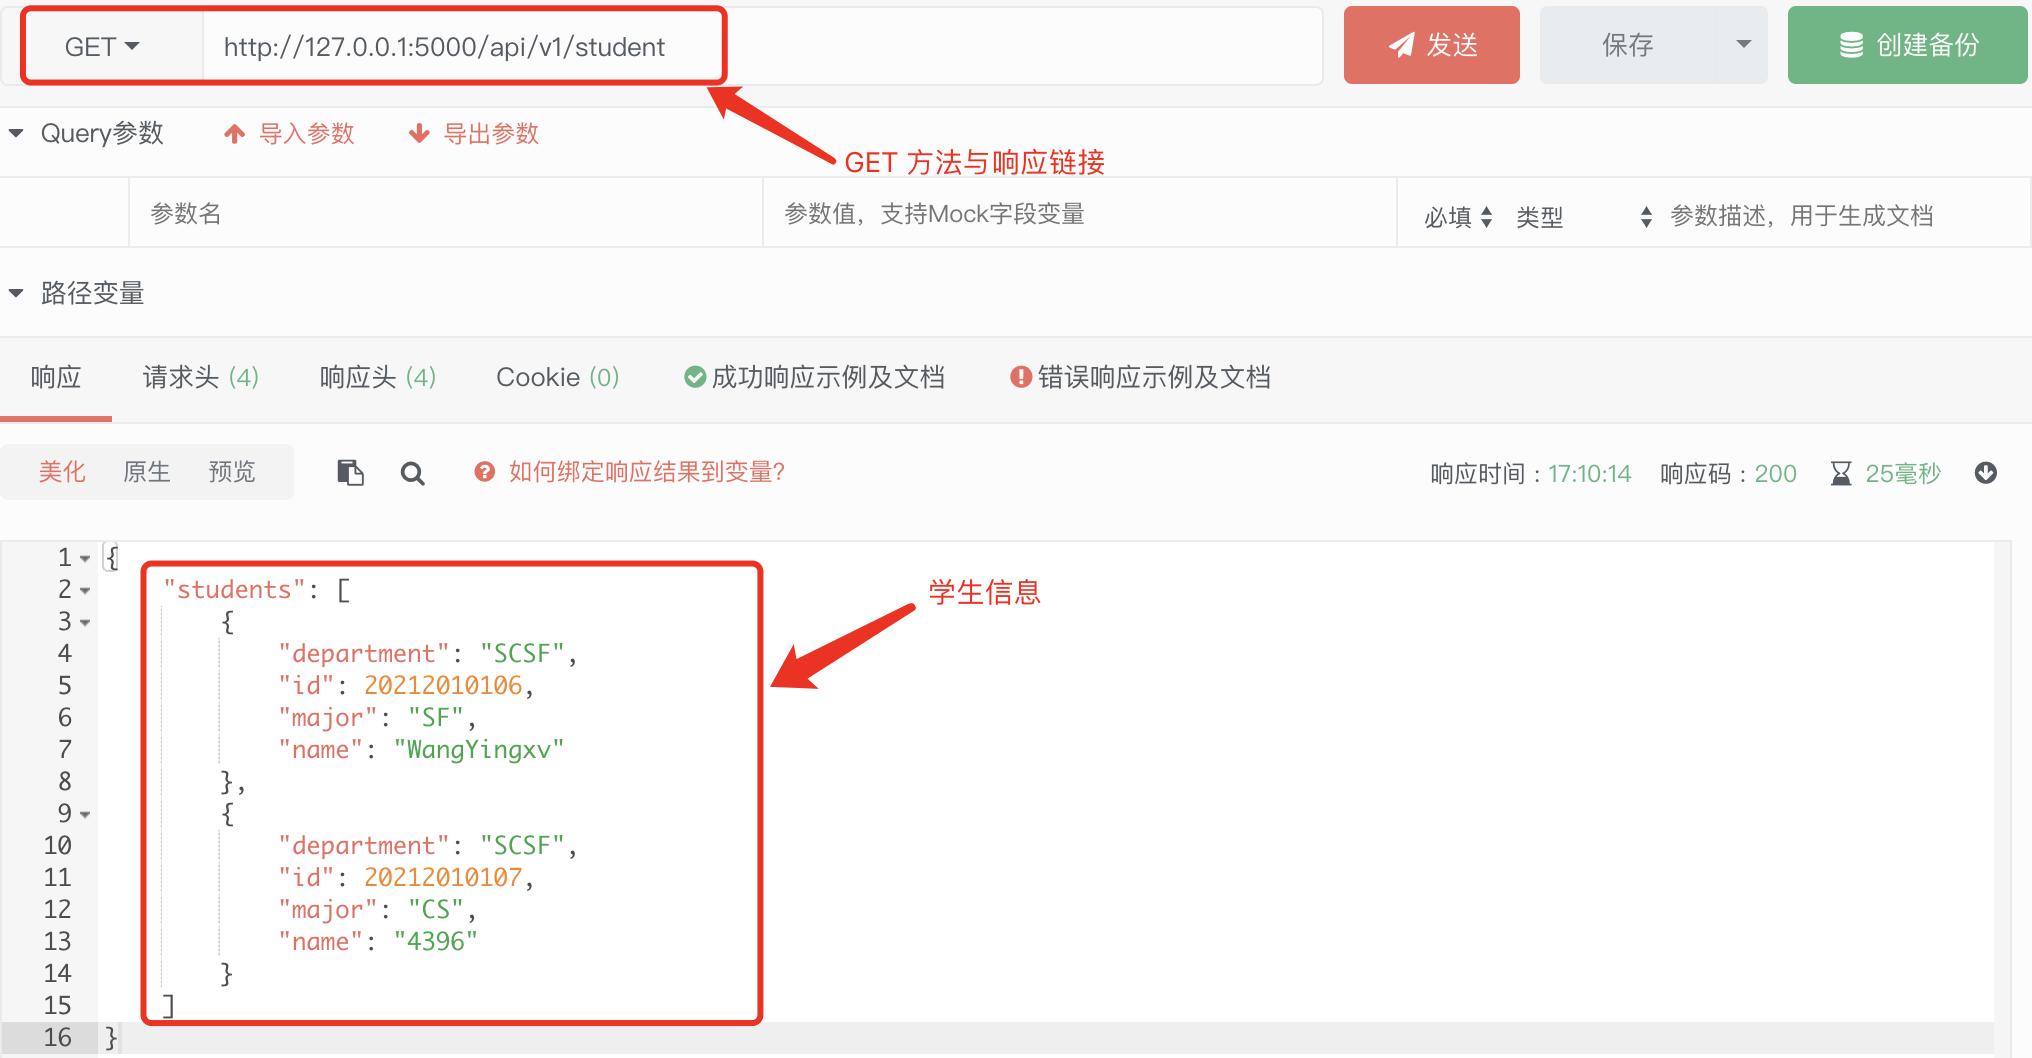 GET http://127.0.0.1:5000/api/v1/student 发送 保存 创建备份
Query参数 导入参数 导出参数
GET 方法与响应链接
参数名 参数值，支持Mock字段变量 必填 类型 参数描述，用于生成文档
路径变量
响应 请求头 (4) 响应头 (4) Cookie (0) 成功响应示例及文档 错误响应示例及文档
美化 原生 预览 如何绑定响应结果到变量? 响应时间：17:10:14 响应码：200 25毫秒
1 {
2 "students": [
学生信息
3 {
4 "department": "SCSF",
5 "id": 20212010106,
6 "major": "SF",
7 "name": "WangYingxv"
8 },
9 {
10 "department": "SCSF",
11 "id": 20212010107,
12 "major": "CS",
13 "name": "4396"
14 }
15 ]
16 }